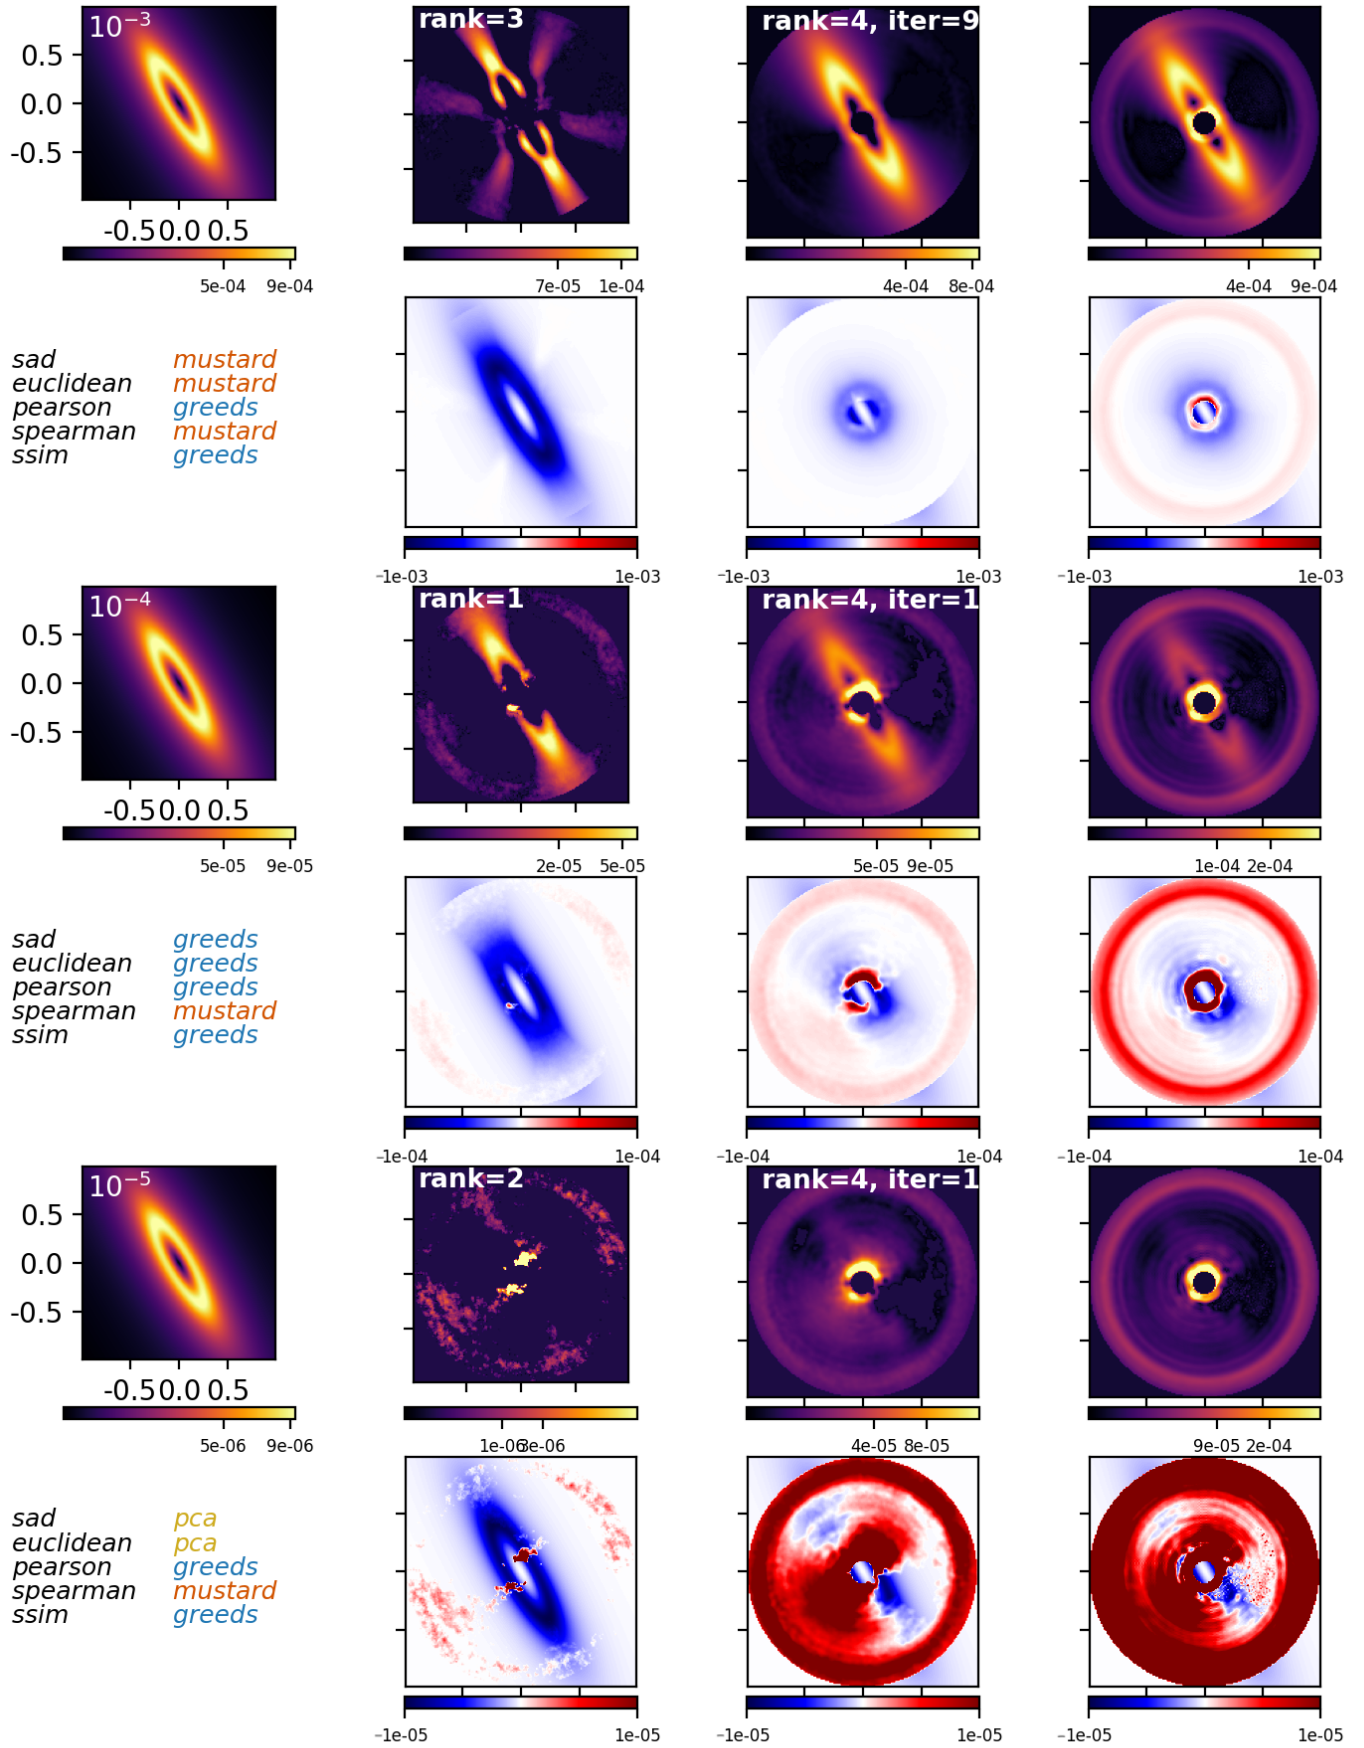 10⁻³
rank=3
rank=4, iter=9
0.5
0.0
-0.5
-0.5 0.0 0.5
5e-04 9e-04
7e-05 1e-04
4e-04 8e-04
4e-04 9e-04
sad mustard
euclidean mustard
pearson greeds
spearman mustard
ssim greeds
−1e-03 1e-03
−1e-03 1e-03
−1e-03 1e-03
10⁻⁴
rank=1
rank=4, iter=1
0.5
0.0
-0.5
-0.5 0.0 0.5
5e-05 9e-05
2e-05 5e-05
5e-05 9e-05
1e-04 2e-04
sad greeds
euclidean greeds
pearson greeds
spearman mustard
ssim greeds
−1e-04 1e-04
−1e-04 1e-04
−1e-04 1e-04
10⁻⁵
rank=2
rank=4, iter=1
0.5
0.0
-0.5
-0.5 0.0 0.5
5e-06 9e-06
1e-06 3e-06
4e-05 8e-05
9e-05 2e-04
sad pca
euclidean pca
pearson greeds
spearman mustard
ssim greeds
−1e-05 1e-05
−1e-05 1e-05
−1e-05 1e-05